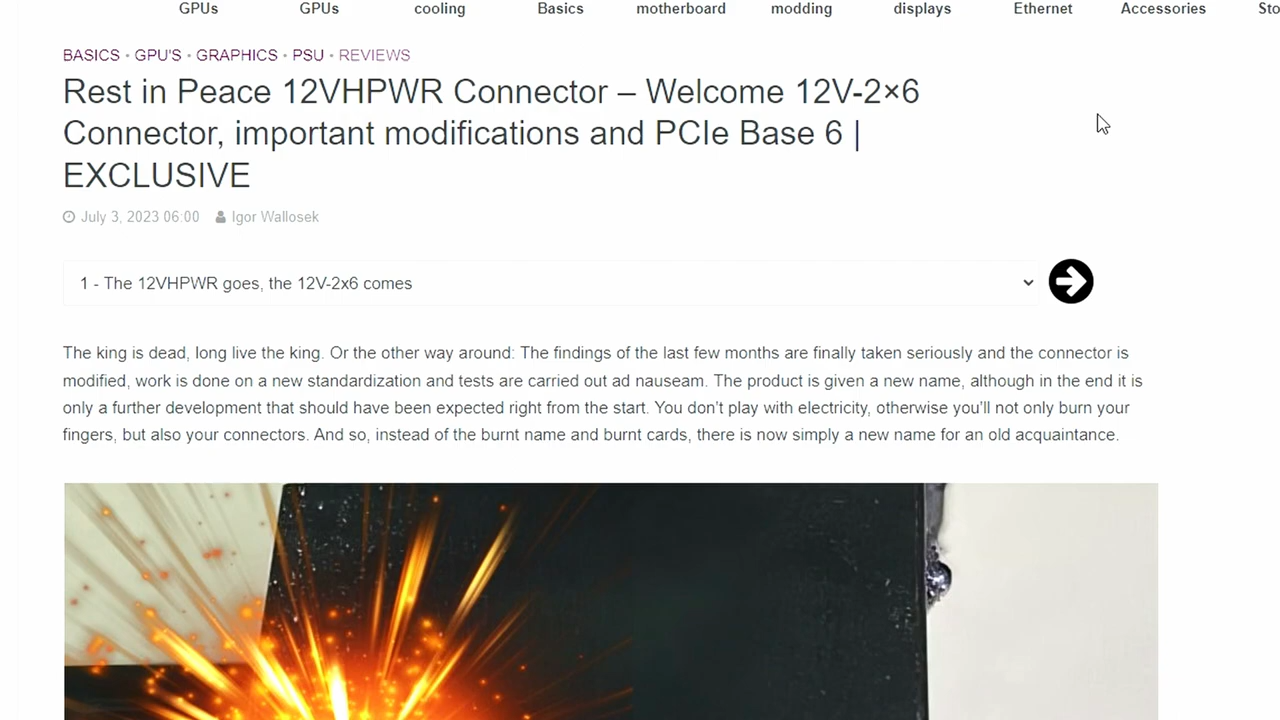 GPUs GPUs cooling Basics motherboard modding displays Ethernet Accessories
BASICS • GPU'S • GRAPHICS • PSU • REVIEWS
Rest in Peace 12VHPWR Connector – Welcome 12V-2×6
Connector, important modifications and PCIe Base 6 |
EXCLUSIVE
July 3, 2023 06:00 Igor Wallosek
1 - The 12VHPWR goes, the 12V-2x6 comes
The king is dead, long live the king. Or the other way around: The findings of the last few months are finally taken seriously and the connector is
modified, work is done on a new standardization and tests are carried out ad nauseam. The product is given a new name, although in the end it is
only a further development that should have been expected right from the start. You don't play with electricity, otherwise you'll not only burn your
fingers, but also your connectors. And so, instead of the burnt name and burnt cards, there is now simply a new name for an old acquaintance.